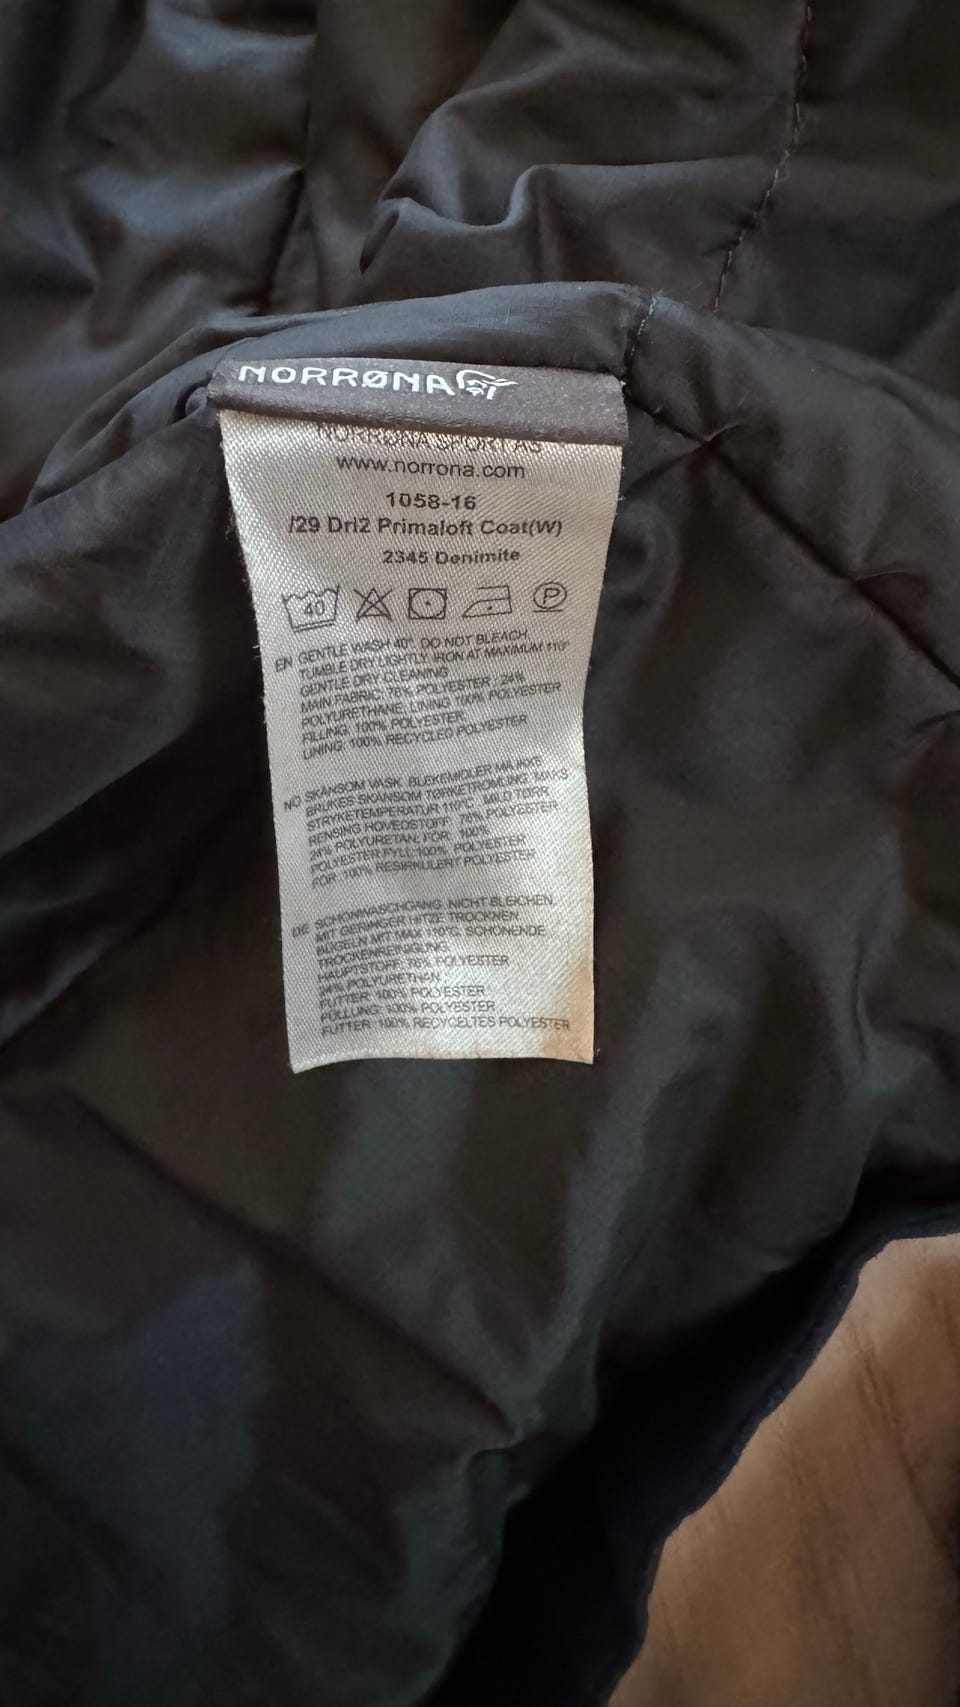 NORRØNA
NORRØNA SPORT AS
www.norrona.com
1058-16
/29 Dri2 Primaloft Coat(W)
2345 Denimite
40 P
EN GENTLE WASH 40° DO NOT BLEACH
TUMBLE DRY LIGHTLY, IRON AT MAXIMUM 110°
GENTLE DRY CLEANING
MAIN FABRIC: 76% POLYESTER, 24%
POLYURETHANE: LINING 100% POLYESTER
FILLING: 100% POLYESTER
LINING: 100% RECYCLED POLYESTER
NO SKÅNSOM VASK. BLEKEMIDLER MÅ IKKE
BRUKES SKÅNSOM TØRKETROMLING. MAKS
STRYKETEMPERATUR 110°C. MILD TØRR
RENSING HOVEDSTOFF: 76% POLYESTER
24% POLYURETAN, FOR: 100%
POLYESTER FYLL:100% POLYESTER
FOR: 100% RESIRKULERT POLYESTER
DE SCHONWASCHGANG. NICHT BLEICHEN.
MIT GERINGER HITZE TROCKNEN.
BÜGELN MIT MAX 110°C. SCHONENDE
TROCKENREINIGUNG.
HAUPTSTOFF: 76% POLYESTER
24% POLYURETHAN.
FUTTER: 100% POLYESTER
FÜLLUNG: 100% POLYESTER
FUTTER: 100% RECYCELTES POLYESTER